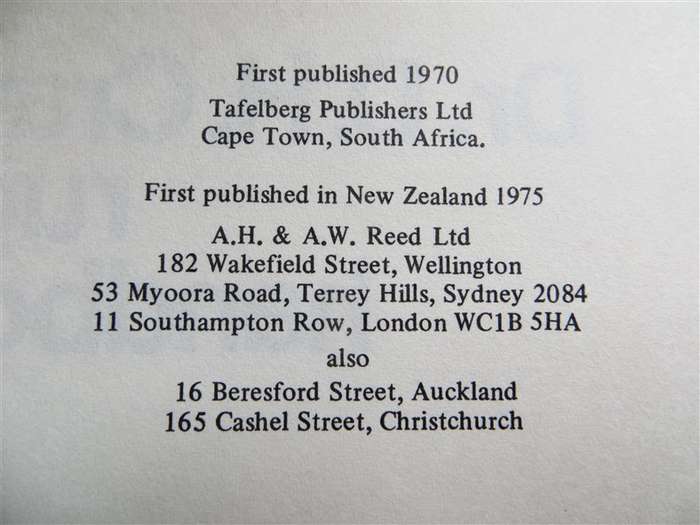 First published 1970
Tafelberg Publishers Ltd
Cape Town, South Africa.
First published in New Zealand 1975
A.H. & A.W. Reed Ltd
182 Wakefield Street, Wellington
53 Myoora Road, Terrey Hills, Sydney 2084
11 Southampton Row, London WC1B 5HA
also
16 Beresford Street, Auckland
165 Cashel Street, Christchurch